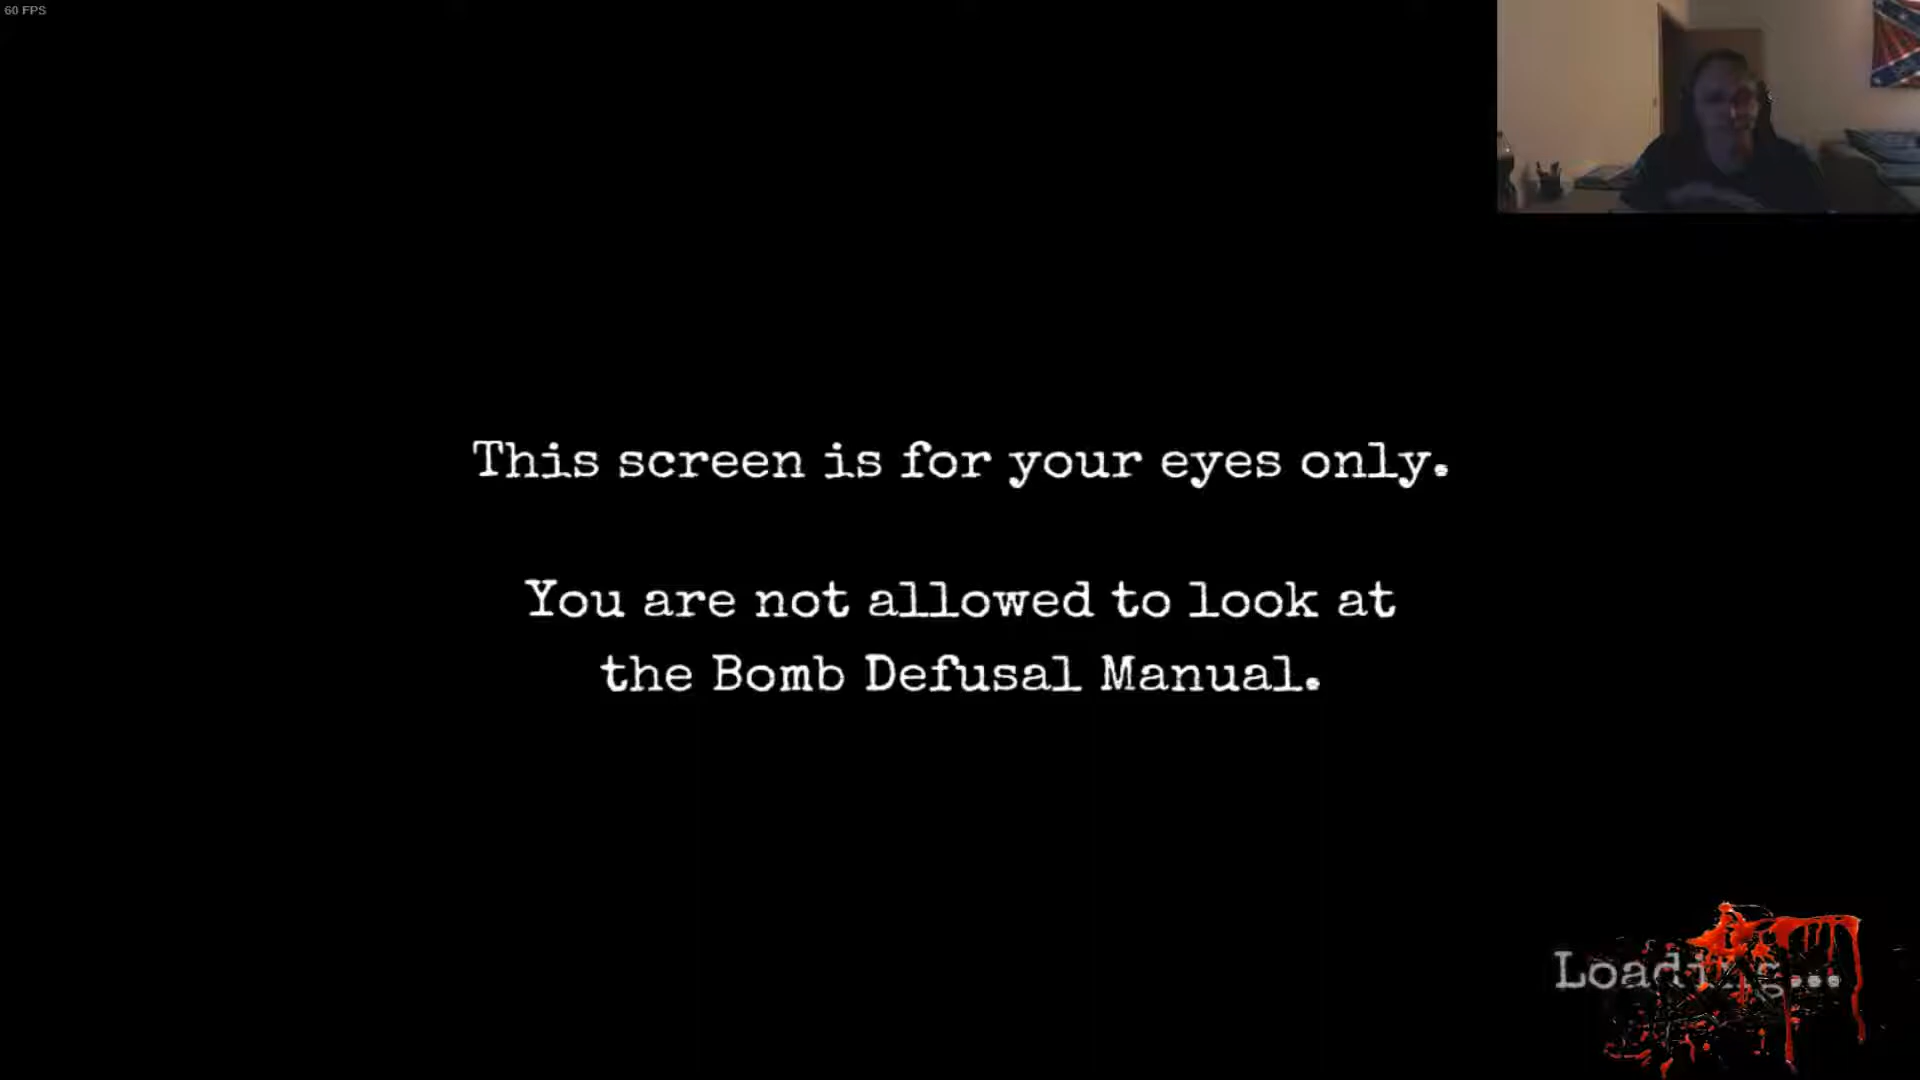 60 FPS
This screen is for your eyes only.
You are not allowed to look at
the Bomb Defusal Manual.
Loading...